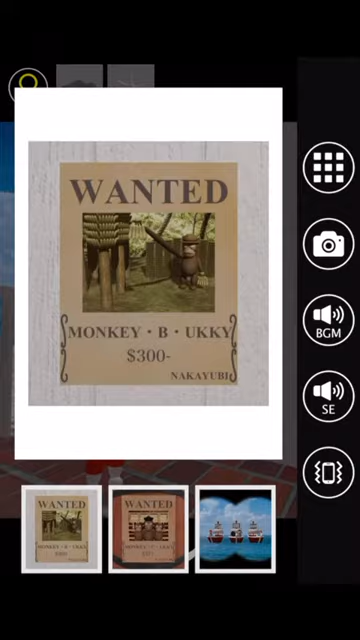 WANTED
MONKEY・B・UKKY
$300-
NAKAYUBI
BGM
SE
WANTED
WANTED